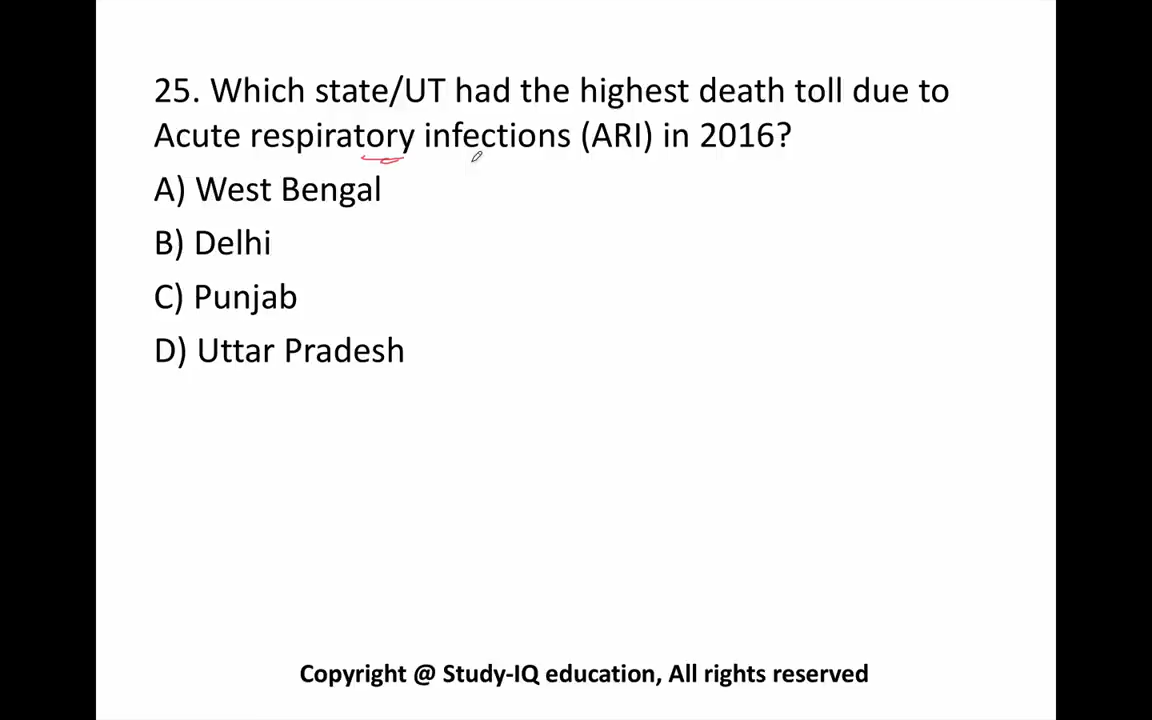 25. Which state/UT had the highest death toll due to
Acute respiratory infections (ARI) in 2016?
A) West Bengal
B) Delhi
C) Punjab
D) Uttar Pradesh
Copyright @ Study-IQ education, All rights reserved